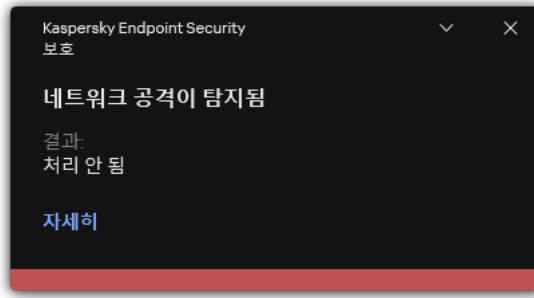 Kaspersky Endpoint Security
보호
네트워크 공격이 탐지됨
결과:
처리 안 됨
자세히